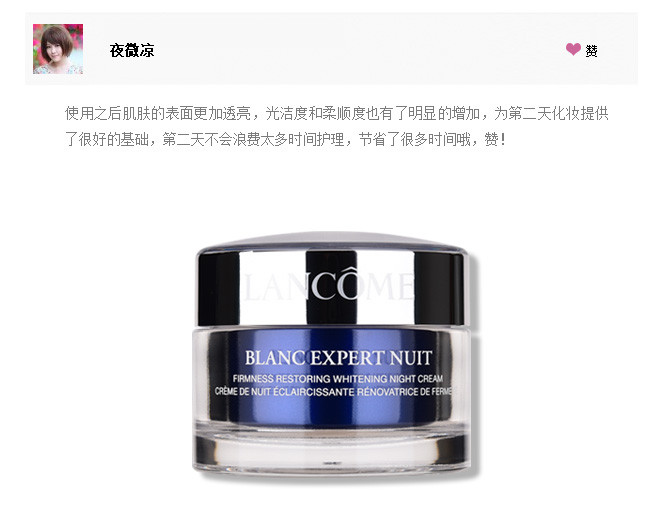 夜微凉
赞
使用之后肌肤的表面更加透亮，光洁度和柔顺度也有了明显的增加，为第二天化妆提供
了很好的基础，第二天不会浪费太多时间护理，节省了很多时间哦，赞！
LANCÔME
BLANC EXPERT NUIT
FIRMNESS RESTORING WHITENING NIGHT CREAM
CRÈME DE NUIT ÉCLAIRCISSANTE RÉNOVATRICE DE FERME